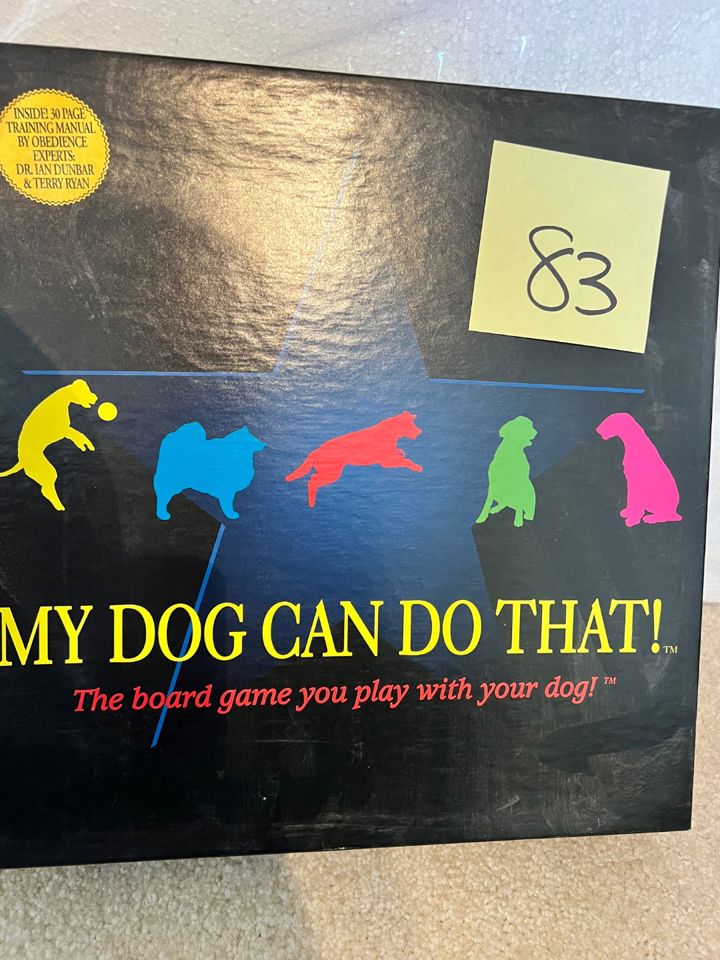 INSIDE! 30 PAGE
TRAINING MANUAL
BY OBEDIENCE
EXPERTS:
DR. IAN DUNBAR
& TERRY RYAN
83
MY DOG CAN DO THAT!™
The board game you play with your dog!™